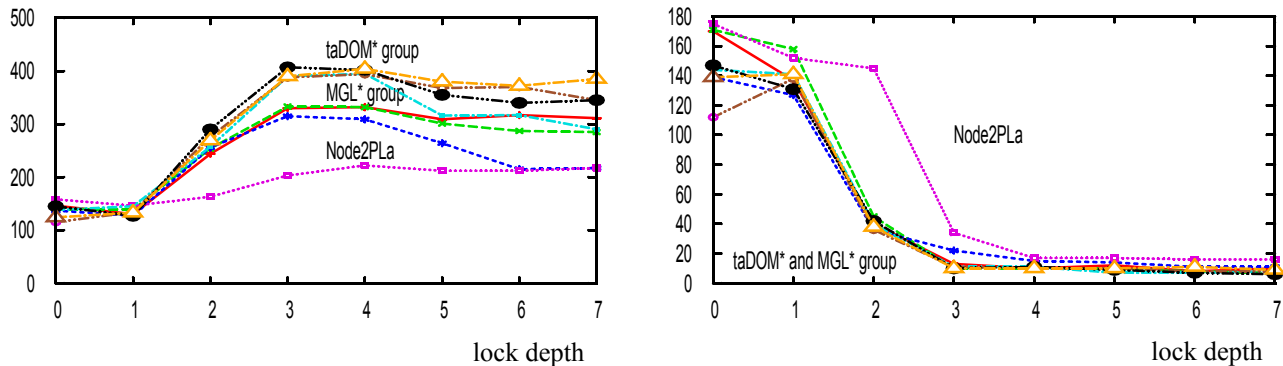 500
400
300
200
100
0
taDOM* group
MGL* group
Node2PLa
0 1 2 3 4 5 6 7
lock depth
180
160
140
120
100
80
60
40
20
0
Node2PLa
taDOM* and MGL* group
0 1 2 3 4 5 6 7
lock depth